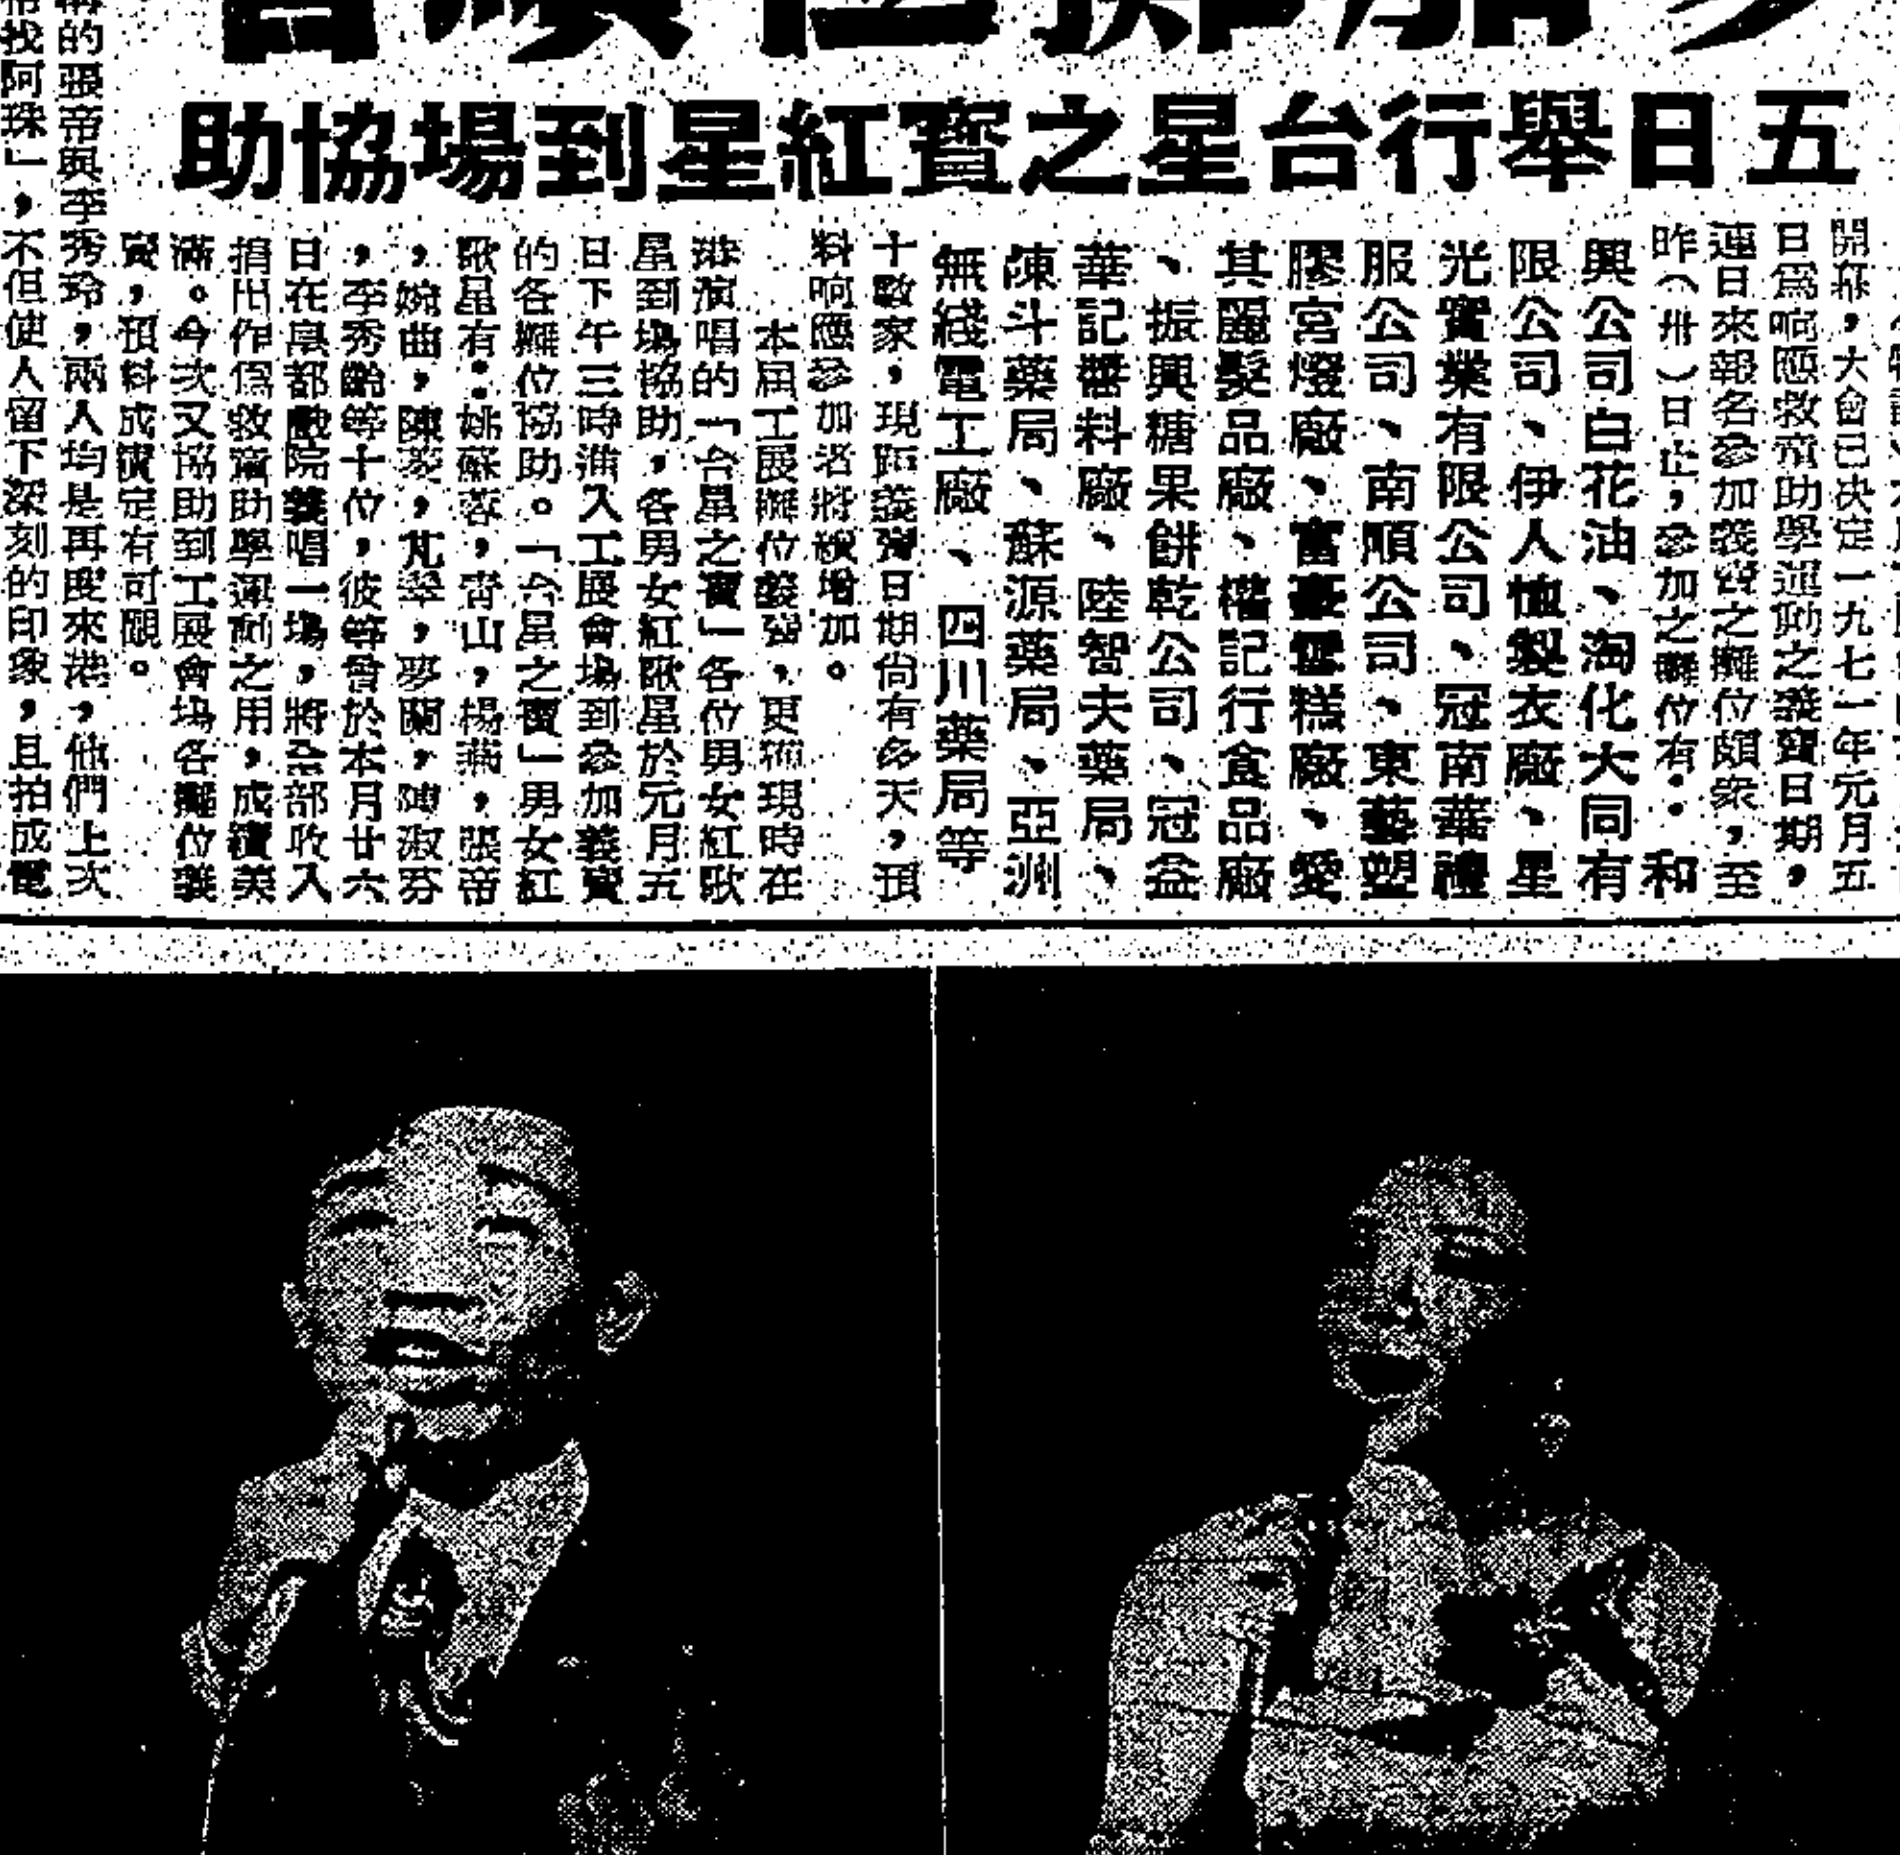 五日舉行台星之寶紅星到場協助
開幕，大會已決定一九七一年元月五
日爲响應救童助學運動之義賣日期，
連日來報名參加義賣之攤位頗衆，至
昨（卅）日止，參加之攤位有：和
興公司白花油、淘化大同有
限公司、伊人恤製衣廠、星
光實業有限公司、冠南華禮
服公司、南順公司、東藝塑
膠宮燈廠、富豪雪糕廠、愛
其麗髮品廠、權記行食品廠
、振興糖果餅乾公司、冠益
華記醬料廠、陸智夫藥局、
陳斗藥局、蘇源藥局、亞洲
無綫電工廠、四川藥局等
十數家，現距義賣日期尚有多天，預
料响應參加者將續增加。
本屆工展攤位義賣，更獲現時在
港演唱的「台星之寶」各位男女紅歌
星到場協助，各男女紅歌星於元月五
日下午三時進入工展會場到參加義賣
的各攤位協助。「台星之寶」男女紅
歌星有：姚蘇蓉，青山，楊燕，張帝
，婉曲，陳菱，芃翠，夢蘭，陳淑芬
，李秀齡等十位，彼等曾於本月廿六
日在皇都戲院義唱一場，將全部收入
捐出作爲救童助學運動之用，成績美
滿。今次又協助到工展會場各攤位義
賣，預料成績定有可觀。
的張帝與李秀玲，兩人均是再度來港，他們上次
找阿珠」，不但使人留下深刻的印象，且拍成電